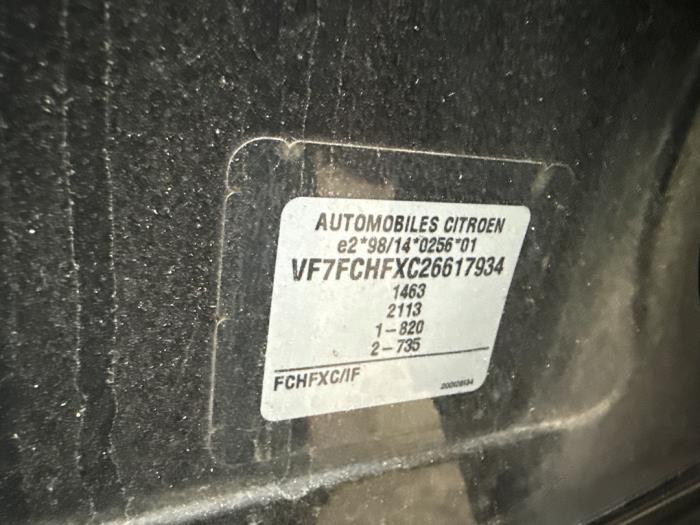 AUTOMOBILES CITROEN
e2*98/14*0256*01
VF7FCHFXC26617934
1463
2113
1-820
2-735
FCHFXC/IF